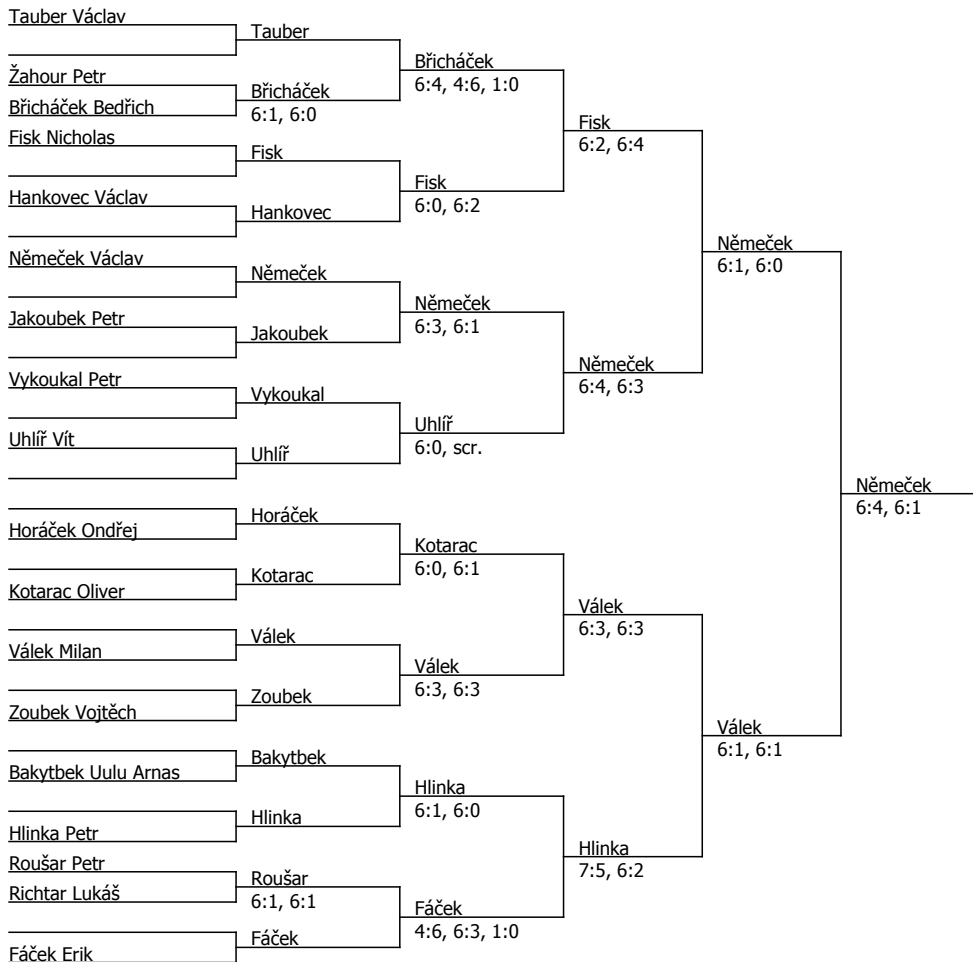 Tauber Václav
Žahour Petr
Břicháček Bedřich
Fisk Nicholas
Hankovec Václav
Němeček Václav
Jakoubek Petr
Vykoukal Petr
Uhlíř Vít
Horáček Ondřej
Kotarac Oliver
Válek Milan
Zoubek Vojtěch
Bakytbek Uulu Arnas
Hlinka Petr
Roušar Petr
Richtar Lukáš
Fáček Erik
Tauber
Břicháček
6:1, 6:0
Fisk
Hankovec
Němeček
Jakoubek
Vykoukal
Uhlíř
Horáček
Kotarac
Válek
Zoubek
Bakytbek
Hlinka
Roušar
6:1, 6:1
Fáček
Břicháček
6:4, 4:6, 1:0
Fisk
6:0, 6:2
Němeček
6:3, 6:1
Uhlíř
6:0, scr.
Kotarac
6:0, 6:1
Válek
6:3, 6:3
Hlinka
6:1, 6:0
Fáček
4:6, 6:3, 1:0
Fisk
6:2, 6:4
Němeček
6:4, 6:3
Válek
6:3, 6:3
Hlinka
7:5, 6:2
Němeček
6:1, 6:0
Válek
6:1, 6:1
Němeček
6:4, 6:1